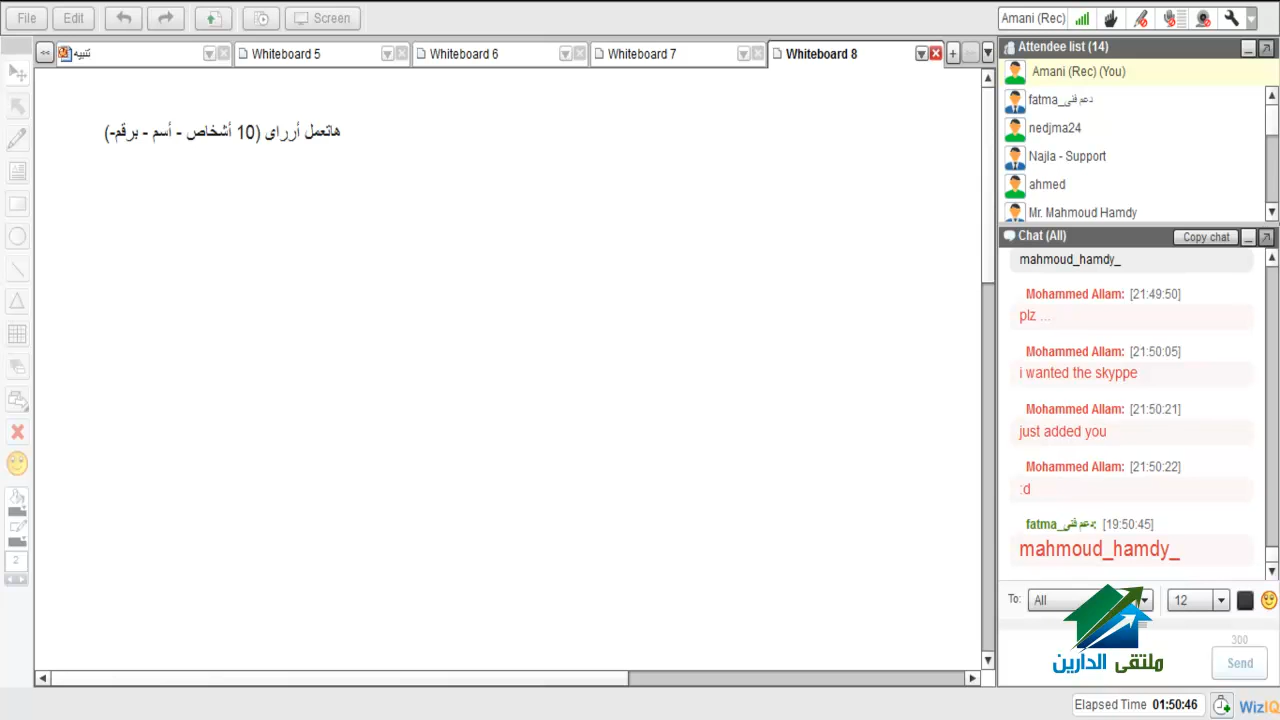 File
Edit
Screen
Amani (Rec)
تنبيه
Whiteboard 5
Whiteboard 6
Whiteboard 7
Whiteboard 8
هاتعمل أرراى (10 أشخاص - أسم - برقم-)
2
Attendee list (14)
Amani (Rec) (You)
fatma_دعم فنى
nedjma24
Najla - Support
ahmed
Mr. Mahmoud Hamdy
Chat (All)
Copy chat
mahmoud_hamdy_
Mohammed Allam: [21:49:50]
plz ...
Mohammed Allam: [21:50:05]
i wanted the skyppe
Mohammed Allam: [21:50:21]
just added you
Mohammed Allam: [21:50:22]
:d
fatma_دعم فنى: [19:50:45]
mahmoud_hamdy_
To: All
12
300
Send
ملتقى الدارين
Elapsed Time 01:50:46
WizIQ